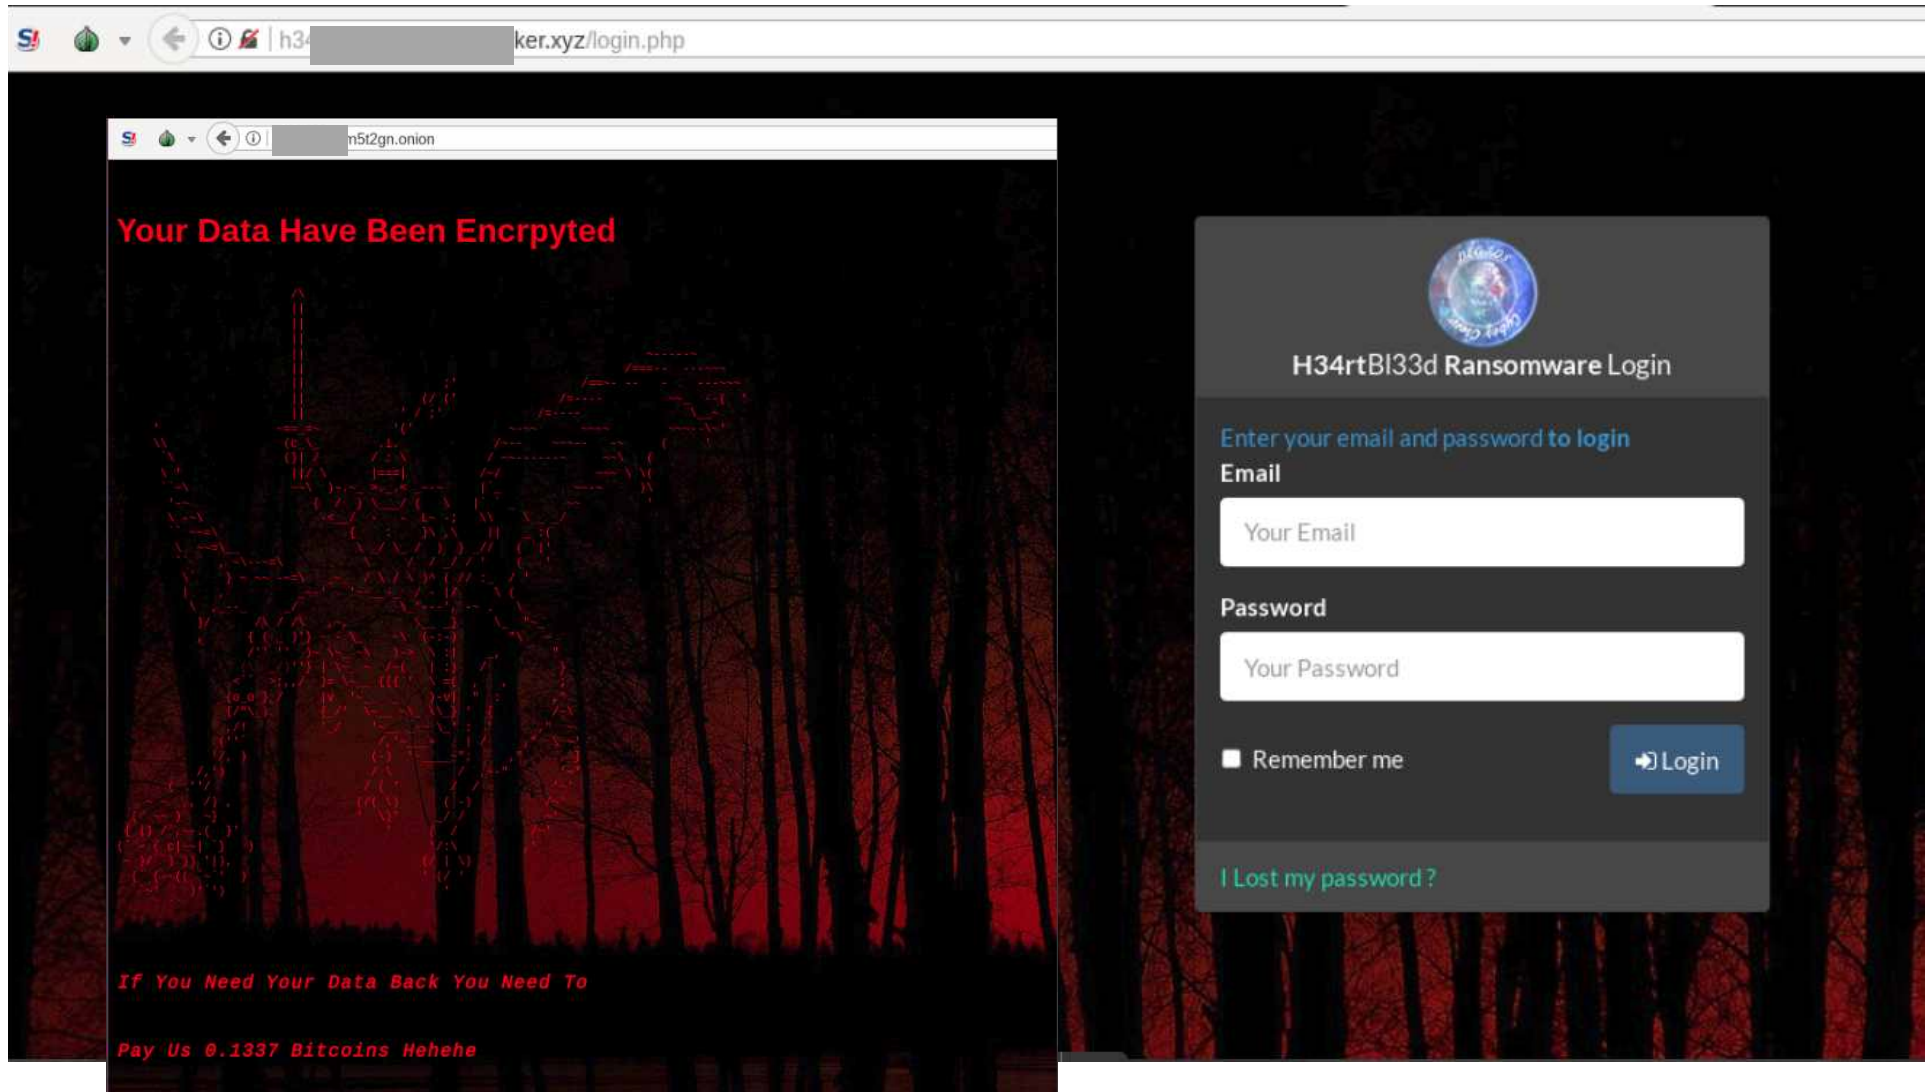 h34 ker.xyz/login.php
m5t2gn.onion
Your Data Have Been Encrpyted
If You Need Your Data Back You Need To
Pay Us 0.1337 Bitcoins Hehehe
H34rtBl33d Ransomware Login
Enter your email and password to login
Email
Your Email
Password
Your Password
Remember me
Login
I Lost my password ?